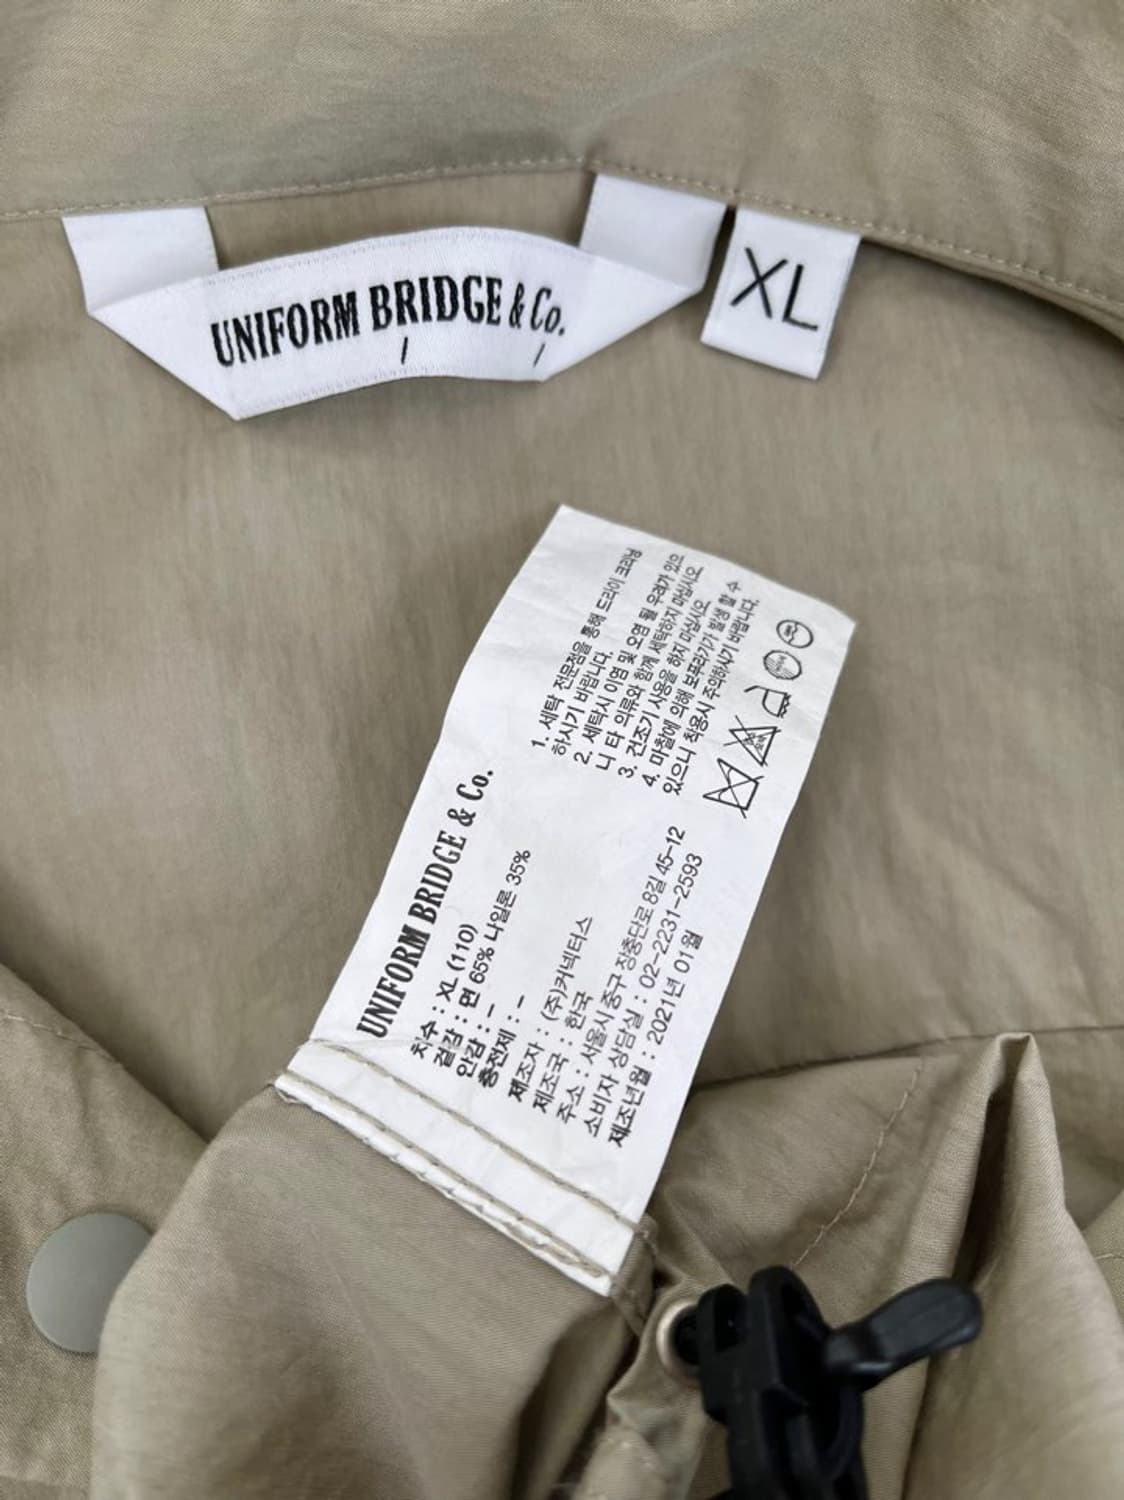 UNIFORM BRIDGE & Co.
XL
UNIFORM BRIDGE & Co.
치수 : XL (110)
겉감 : 면 65% 나일론 35%
안감 : -
충전제 : -
제조자 : (주)커넥터스
제조국 : 한국
주소 : 서울시 중구 장충단로 8길 45-12
소비자 상담실 : 02-2231-2593
제조년월 : 2021년 01월
1. 세탁 전문점을 통해 드라이 크리닝
하시기 바랍니다.
2. 세탁시 이염 및 오염 될 우려가 있으
니 타 의류와 함께 세탁하지 마십시오.
3. 건조기 사용을 하지 마십시오.
4. 마찰에 의해 보푸라기가 발생 할 수
있으니 착용시 주의하시기 바랍니다.